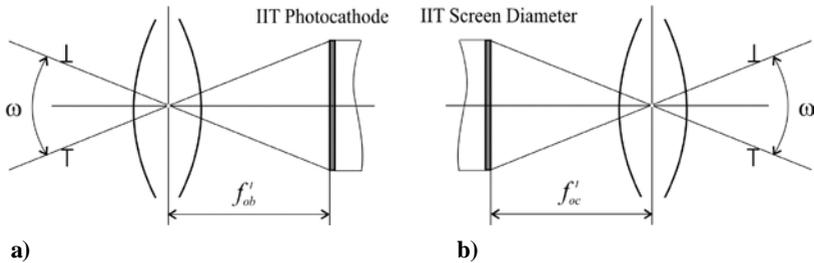 IIT Photocathode
IIT Screen Diameter
ω
ω
f'ob
f'oc
a)
b)